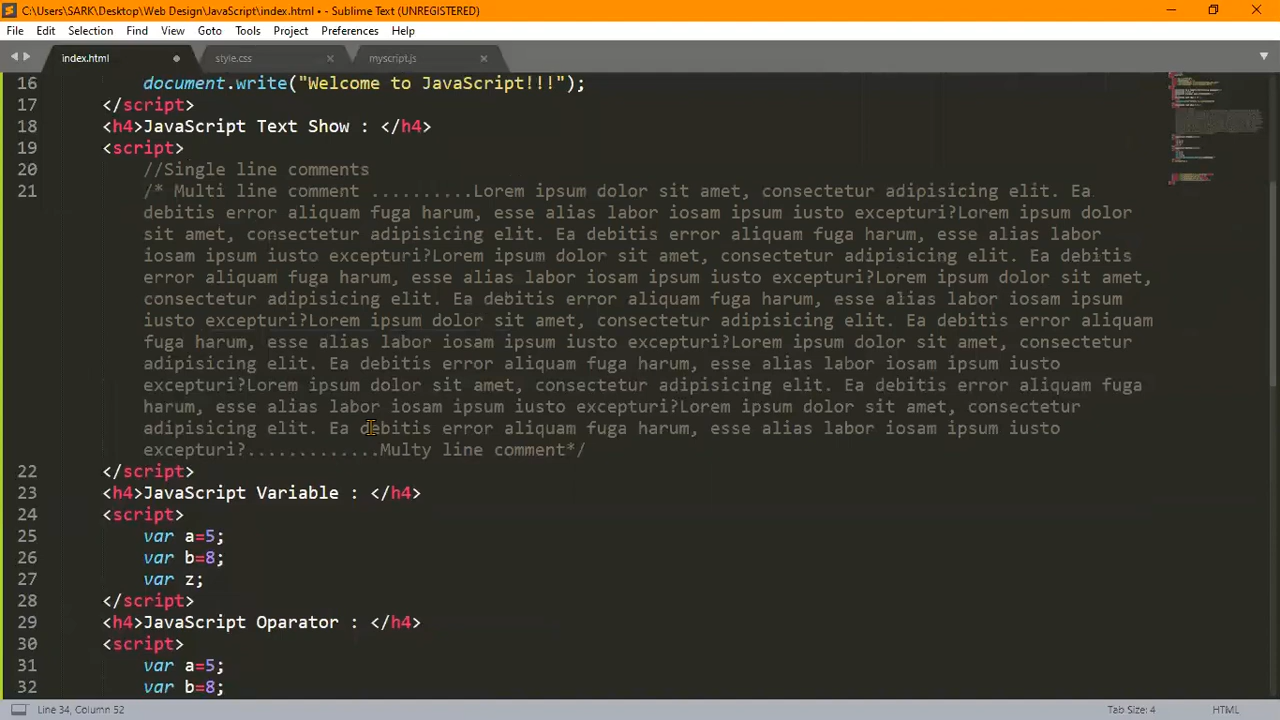 C:\Users\SARK\Desktop\Web Design\JavaScript\index.html • - Sublime Text (UNREGISTERED)
File Edit Selection Find View Goto Tools Project Preferences Help
index.html style.css myscript.js
16 document.write("Welcome to JavaScript!!!");
17 </script>
18 <h4>JavaScript Text Show : </h4>
19 <script>
20 //Single line comments
21 /* Multi line comment ..........Lorem ipsum dolor sit amet, consectetur adipisicing elit. Ea
debitis error aliquam fuga harum, esse alias labor iosam ipsum iusto excepturi?Lorem ipsum dolor
sit amet, consectetur adipisicing elit. Ea debitis error aliquam fuga harum, esse alias labor
iosam ipsum iusto excepturi?Lorem ipsum dolor sit amet, consectetur adipisicing elit. Ea debitis
error aliquam fuga harum, esse alias labor iosam ipsum iusto excepturi?Lorem ipsum dolor sit amet,
consectetur adipisicing elit. Ea debitis error aliquam fuga harum, esse alias labor iosam ipsum
iusto excepturi?Lorem ipsum dolor sit amet, consectetur adipisicing elit. Ea debitis error aliquam
fuga harum, esse alias labor iosam ipsum iusto excepturi?Lorem ipsum dolor sit amet, consectetur
adipisicing elit. Ea debitis error aliquam fuga harum, esse alias labor iosam ipsum iusto
excepturi?Lorem ipsum dolor sit amet, consectetur adipisicing elit. Ea debitis error aliquam fuga
harum, esse alias labor iosam ipsum iusto excepturi?Lorem ipsum dolor sit amet, consectetur
adipisicing elit. Ea debitis error aliquam fuga harum, esse alias labor iosam ipsum iusto
excepturi?.............Multy line comment*/
22 </script>
23 <h4>JavaScript Variable : </h4>
24 <script>
25 var a=5;
26 var b=8;
27 var z;
28 </script>
29 <h4>JavaScript Oparator : </h4>
30 <script>
31 var a=5;
32 var b=8;
Line 34, Column 52 Tab Size: 4 HTML